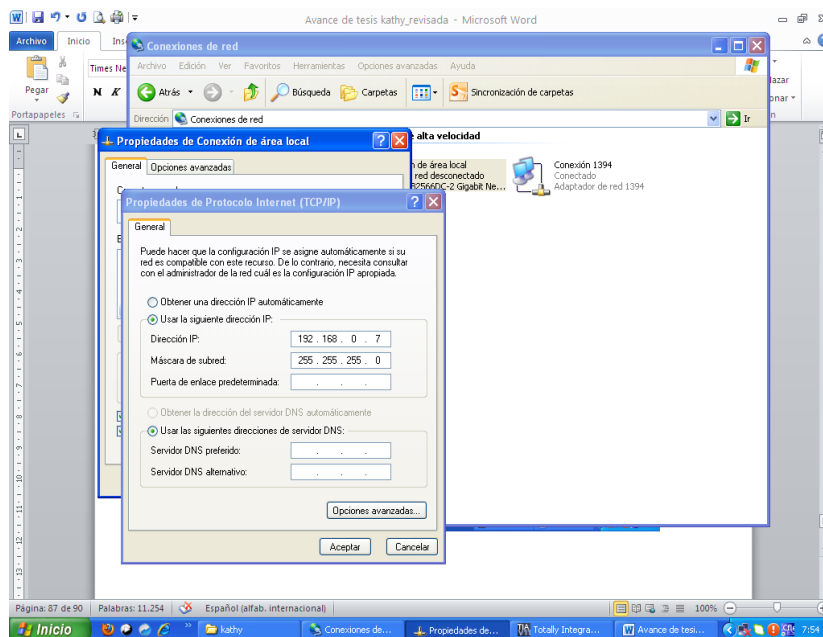 Avance de tesis kathy_revisada - Microsoft Word
Archivo Inicio Ins
Pegar
Portapapeles
Times Ne
N K
Conexiones de red
Archivo Edición Ver Favoritos Herramientas Opciones avanzadas Ayuda
Atrás Búsqueda Carpetas Sincronización de carpetas
Dirección Conexiones de red Ir
alta velocidad
n de área local
red desconectado
82566DC-2 Gigabit Ne...
Conexión 1394
Conectado
Adaptador de red 1394
Propiedades de Conexión de área local
General Opciones avanzadas
Propiedades de Protocolo Internet (TCP/IP)
General
Puede hacer que la configuración IP se asigne automáticamente si su
red es compatible con este recurso. De lo contrario, necesita consultar
con el administrador de la red cuál es la configuración IP apropiada.
Obtener una dirección IP automáticamente
Usar la siguiente dirección IP:
Dirección IP: 192 . 168 . 0 . 7
Máscara de subred: 255 . 255 . 255 . 0
Puerta de enlace predeterminada: . . .
Obtener la dirección del servidor DNS automáticamente
Usar las siguientes direcciones de servidor DNS:
Servidor DNS preferido: . . .
Servidor DNS alternativo: . . .
Opciones avanzadas...
Aceptar Cancelar
Página: 87 de 90 Palabras: 11.254 Español (alfab. internacional) 100%
Inicio kathy Conexiones de... Propiedades de... Totally Integra... Avance de tesi... 7:54